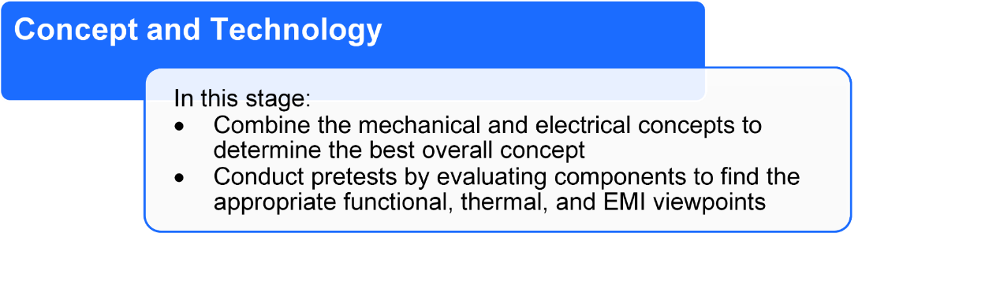 Concept and Technology
In this stage:
• Combine the mechanical and electrical concepts to
determine the best overall concept
• Conduct pretests by evaluating components to find the
appropriate functional, thermal, and EMI viewpoints